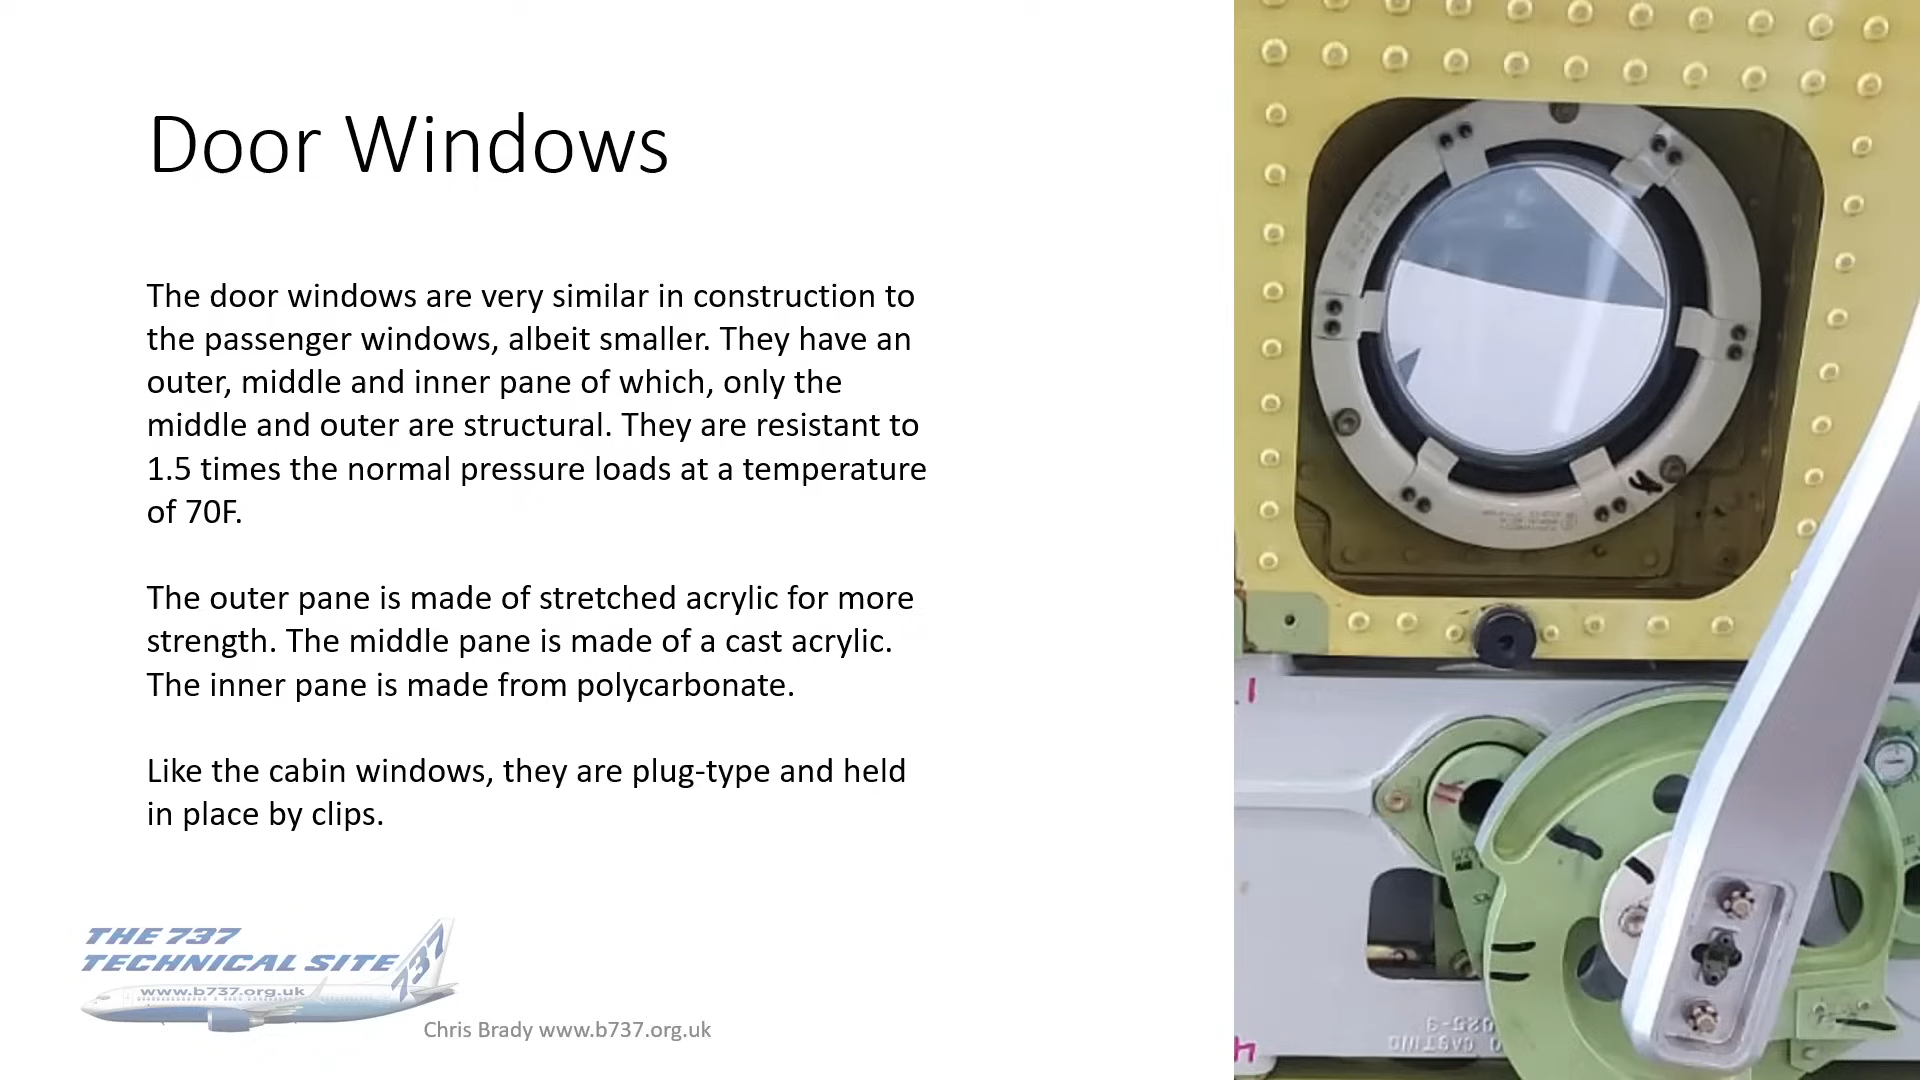 Door Windows
The door windows are very similar in construction to
the passenger windows, albeit smaller. They have an
outer, middle and inner pane of which, only the
middle and outer are structural. They are resistant to
1.5 times the normal pressure loads at a temperature
of 70F.
The outer pane is made of stretched acrylic for more
strength. The middle pane is made of a cast acrylic.
The inner pane is made from polycarbonate.
Like the cabin windows, they are plug-type and held
in place by clips.
THE 737
TECHNICAL SITE
737
www.b737.org.uk
Chris Brady www.b737.org.uk
CASTING